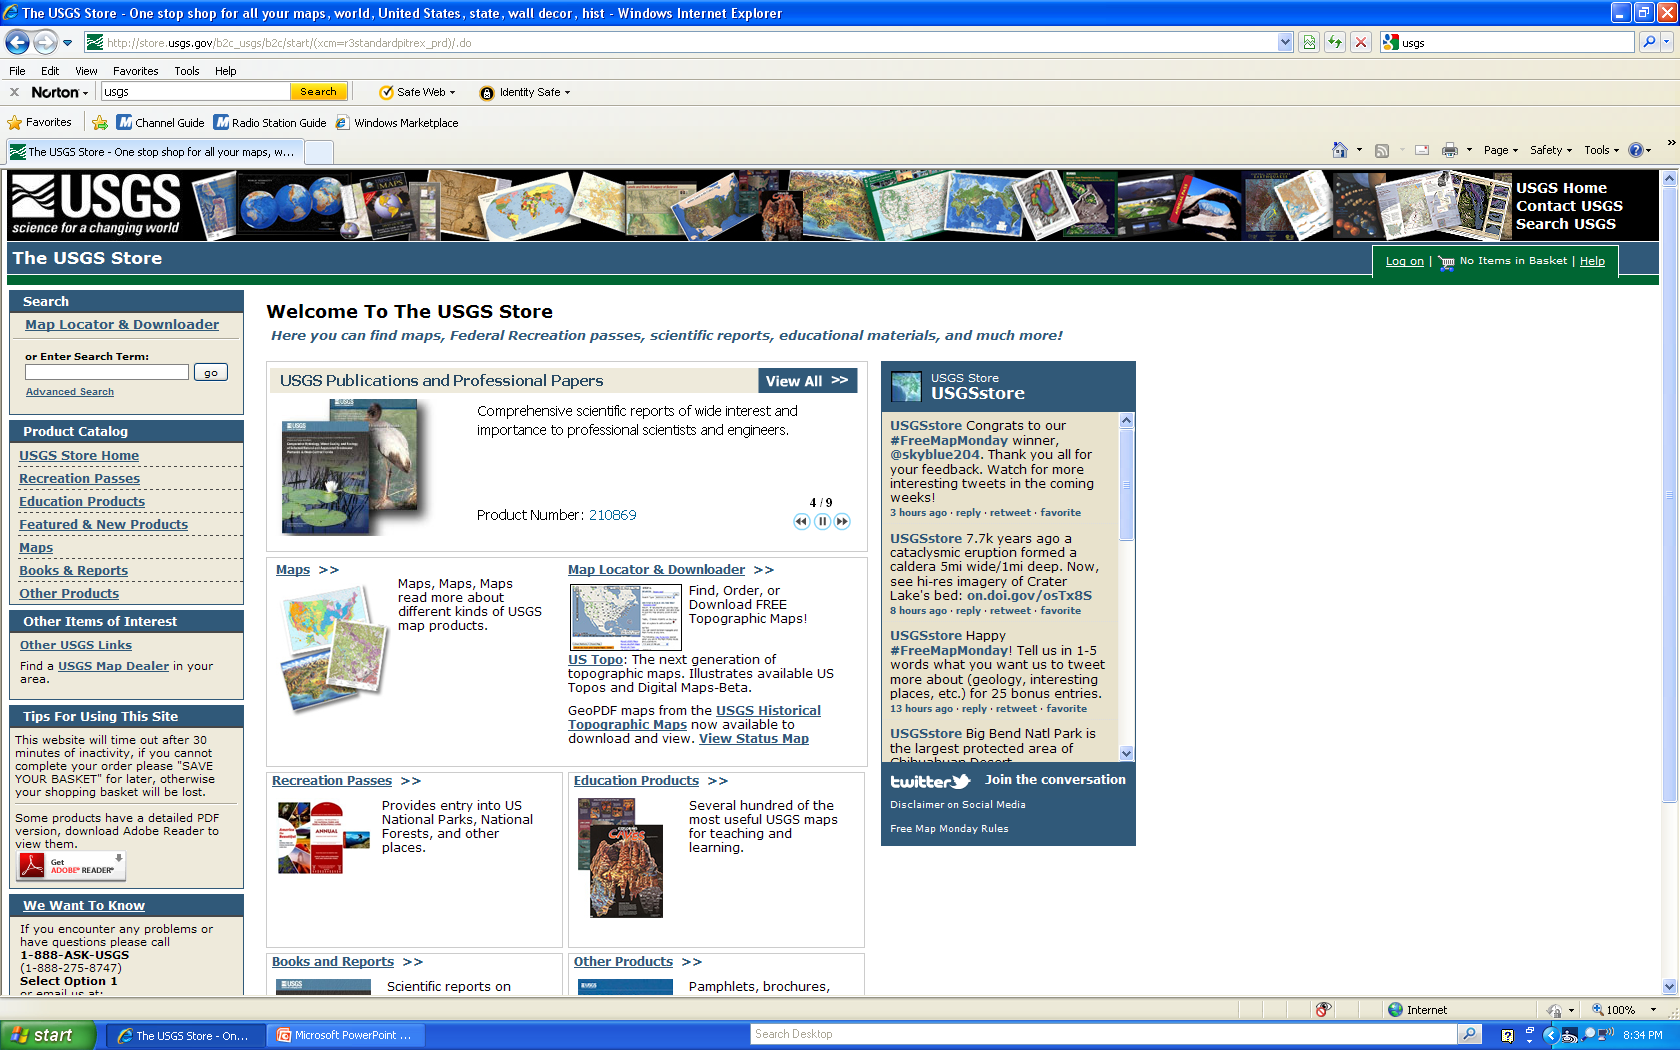 The USGS Store - One stop shop for all your maps, world, United States, state, wall decor, hist - Windows Internet Explorer
http://store.usgs.gov/b2c_usgs/b2c/start/(xcm=r3standardpitrex_prd)/.do
usgs
File Edit View Favorites Tools Help
x Norton usgs Search Safe Web Identity Safe
Favorites Channel Guide Radio Station Guide Windows Marketplace
The USGS Store - One stop shop for all your maps, w...
Page Safety Tools
USGS
science for a changing world
USGS Home
Contact USGS
Search USGS
The USGS Store
Log on | No Items in Basket | Help
Search
Map Locator & Downloader
or Enter Search Term:
go
Advanced Search
Product Catalog
USGS Store Home
Recreation Passes
Education Products
Featured & New Products
Maps
Books & Reports
Other Products
Other Items of Interest
Other USGS Links
Find a USGS Map Dealer in your
area.
Tips For Using This Site
This website will time out after 30
minutes of inactivity, if you cannot
complete your order please "SAVE
YOUR BASKET" for later, otherwise
your shopping basket will be lost.
Some products have a detailed PDF
version, download Adobe Reader to
view them.
Get
ADOBE® READER®
We Want To Know
If you encounter any problems or
have questions please call
1-888-ASK-USGS
(1-888-275-8747)
Select Option 1
or email us at:
Welcome To The USGS Store
Here you can find maps, Federal Recreation passes, scientific reports, educational materials, and much more!
USGS Publications and Professional Papers
View All >>
Comprehensive scientific reports of wide interest and
importance to professional scientists and engineers.
Product Number: 210869
4 / 9
Maps >>
Maps, Maps, Maps
read more about
different kinds of USGS
map products.
Map Locator & Downloader >>
Find, Order, or
Download FREE
Topographic Maps!
US Topo: The next generation of
topographic maps. Illustrates available US
Topos and Digital Maps-Beta.
GeoPDF maps from the USGS Historical
Topographic Maps now available to
download and view. View Status Map
Recreation Passes >>
ANNUAL
Provides entry into US
National Parks, National
Forests, and other
places.
Education Products >>
CAVES
Several hundred of the
most useful USGS maps
for teaching and
learning.
Books and Reports >>
USGS
Scientific reports on
Other Products >>
USGS
Pamphlets, brochures,
USGS Store
USGSstore
USGSstore Congrats to our
#FreeMapMonday winner,
@skyblue204. Thank you all for
your feedback. Watch for more
interesting tweets in the coming
weeks!
3 hours ago · reply · retweet · favorite
USGSstore 7.7k years ago a
cataclysmic eruption formed a
caldera 5mi wide/1mi deep. Now,
see hi-res imagery of Crater
Lake's bed: on.doi.gov/osTx8S
8 hours ago · reply · retweet · favorite
USGSstore Happy
#FreeMapMonday! Tell us in 1-5
words what you want us to tweet
more about (geology, interesting
places, etc.) for 25 bonus entries.
13 hours ago · reply · retweet · favorite
USGSstore Big Bend Natl Park is
the largest protected area of
Chihuahuan Desert
twitter Join the conversation
Disclaimer on Social Media
Free Map Monday Rules
Internet 100%
start The USGS Store - On... Microsoft PowerPoint ... Search Desktop 8:34 PM